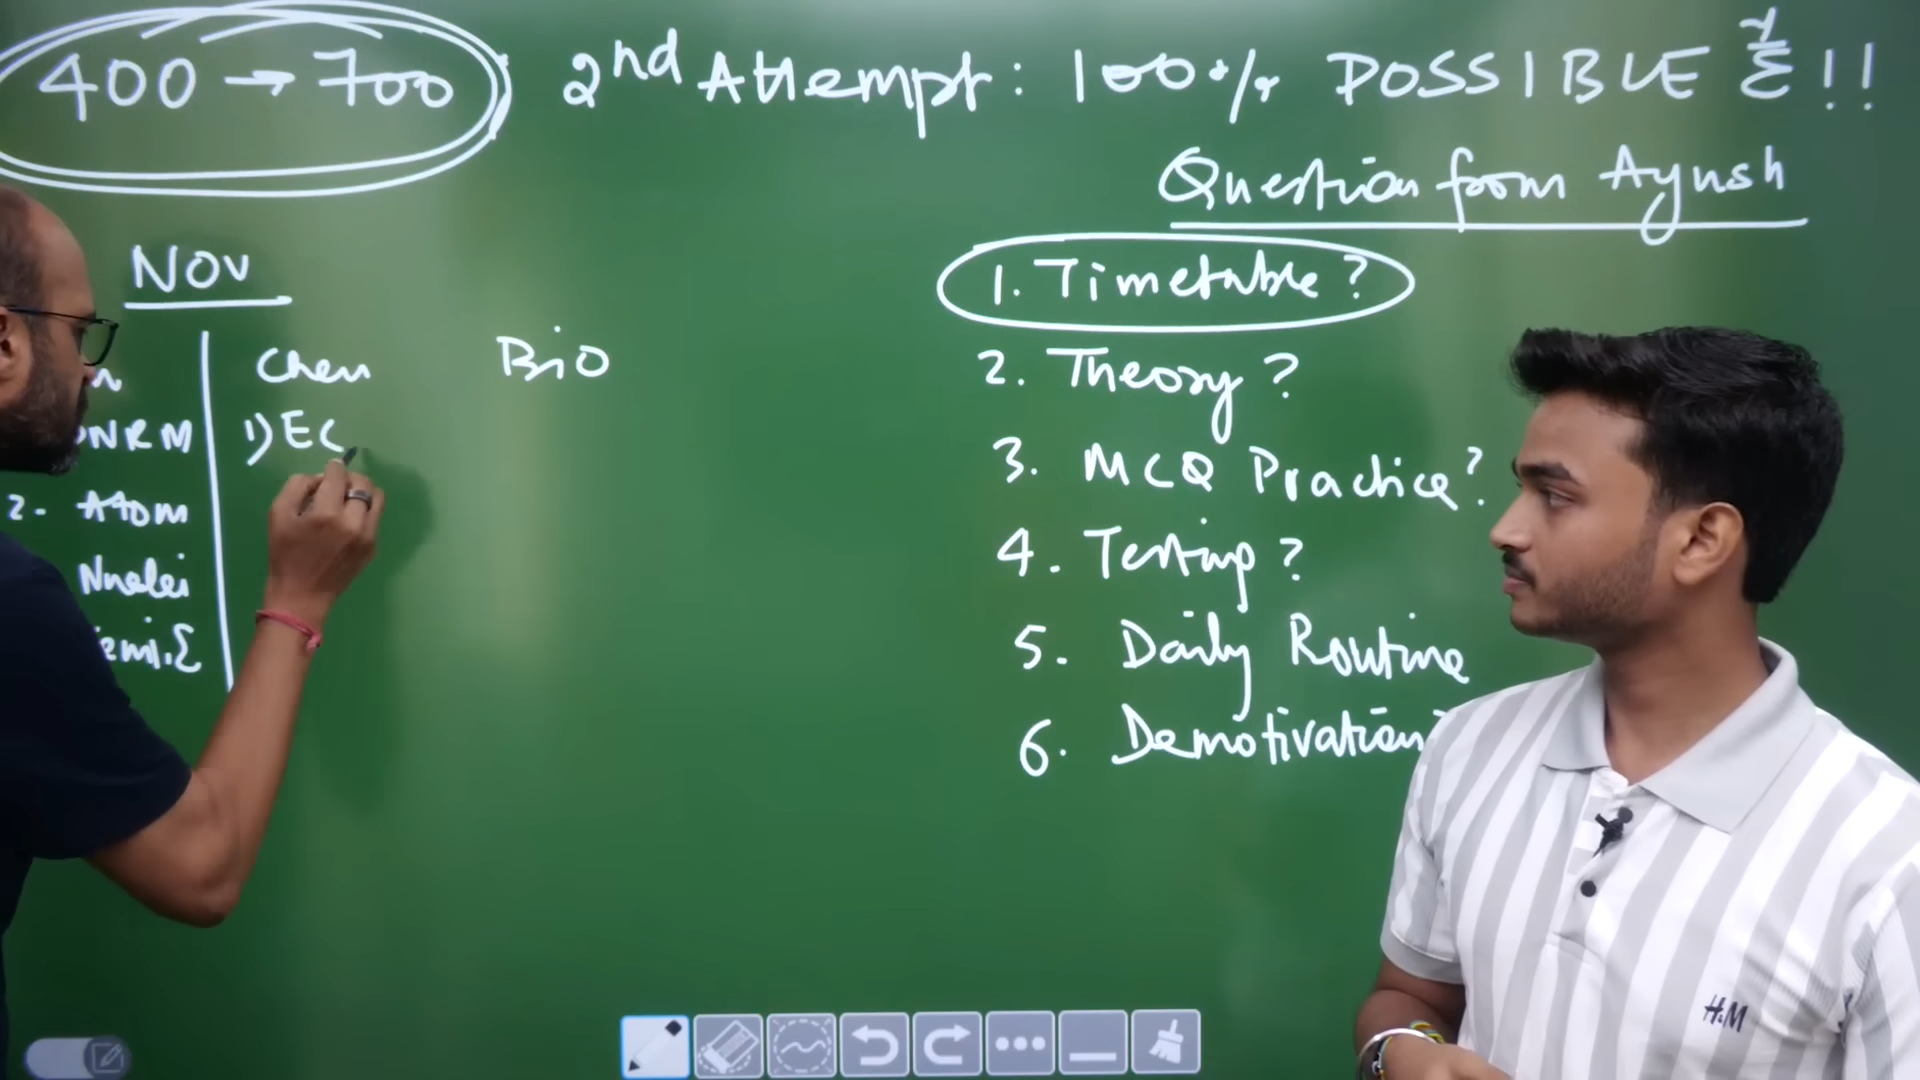 400 → 700
2nd Attempt: 100% POSSIBLE !!
Question from Ayush
NOV
Chem
Bio
NRM
1) EC
2- Atom
Nuclei
1. Timetable?
2. Theory?
3. MCQ Practice?
4. Testing?
5. Daily Routine
6. Demotivation
H&M